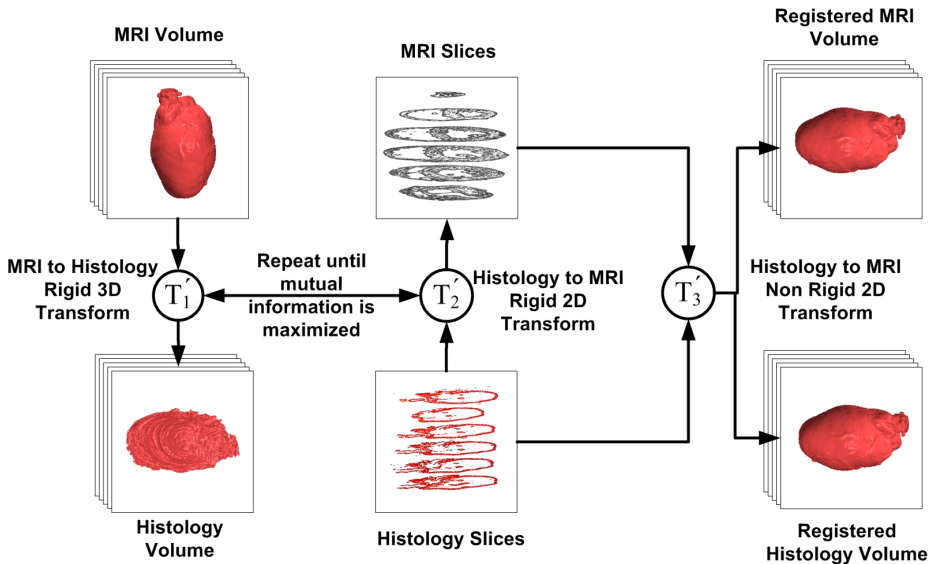 MRI Volume
MRI Slices
Registered MRI
Volume
MRI to Histology
Rigid 3D
Transform
T´1
Repeat until
mutual
information is
maximized
T´2
Histology to MRI
Rigid 2D
Transform
T´3
Histology to MRI
Non Rigid 2D
Transform
Histology
Volume
Histology Slices
Registered
Histology Volume